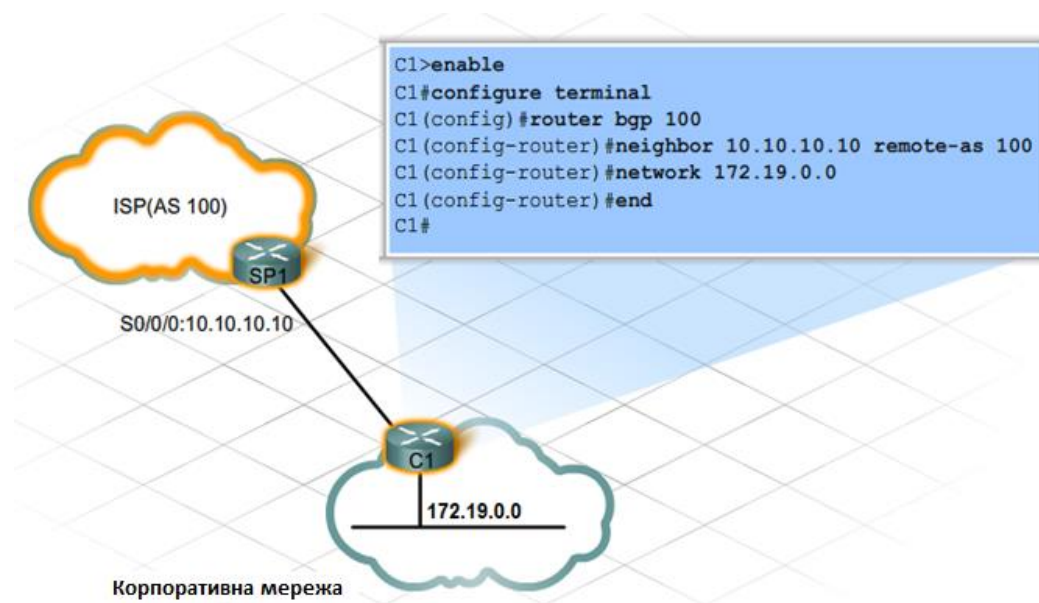 C1>enable
C1#configure terminal
C1(config)#router bgp 100
C1(config-router)#neighbor 10.10.10.10 remote-as 100
C1(config-router)#network 172.19.0.0
C1(config-router)#end
C1#
ISP(AS 100)
SP1
S0/0/0:10.10.10.10
C1
172.19.0.0
Корпоративна мережа